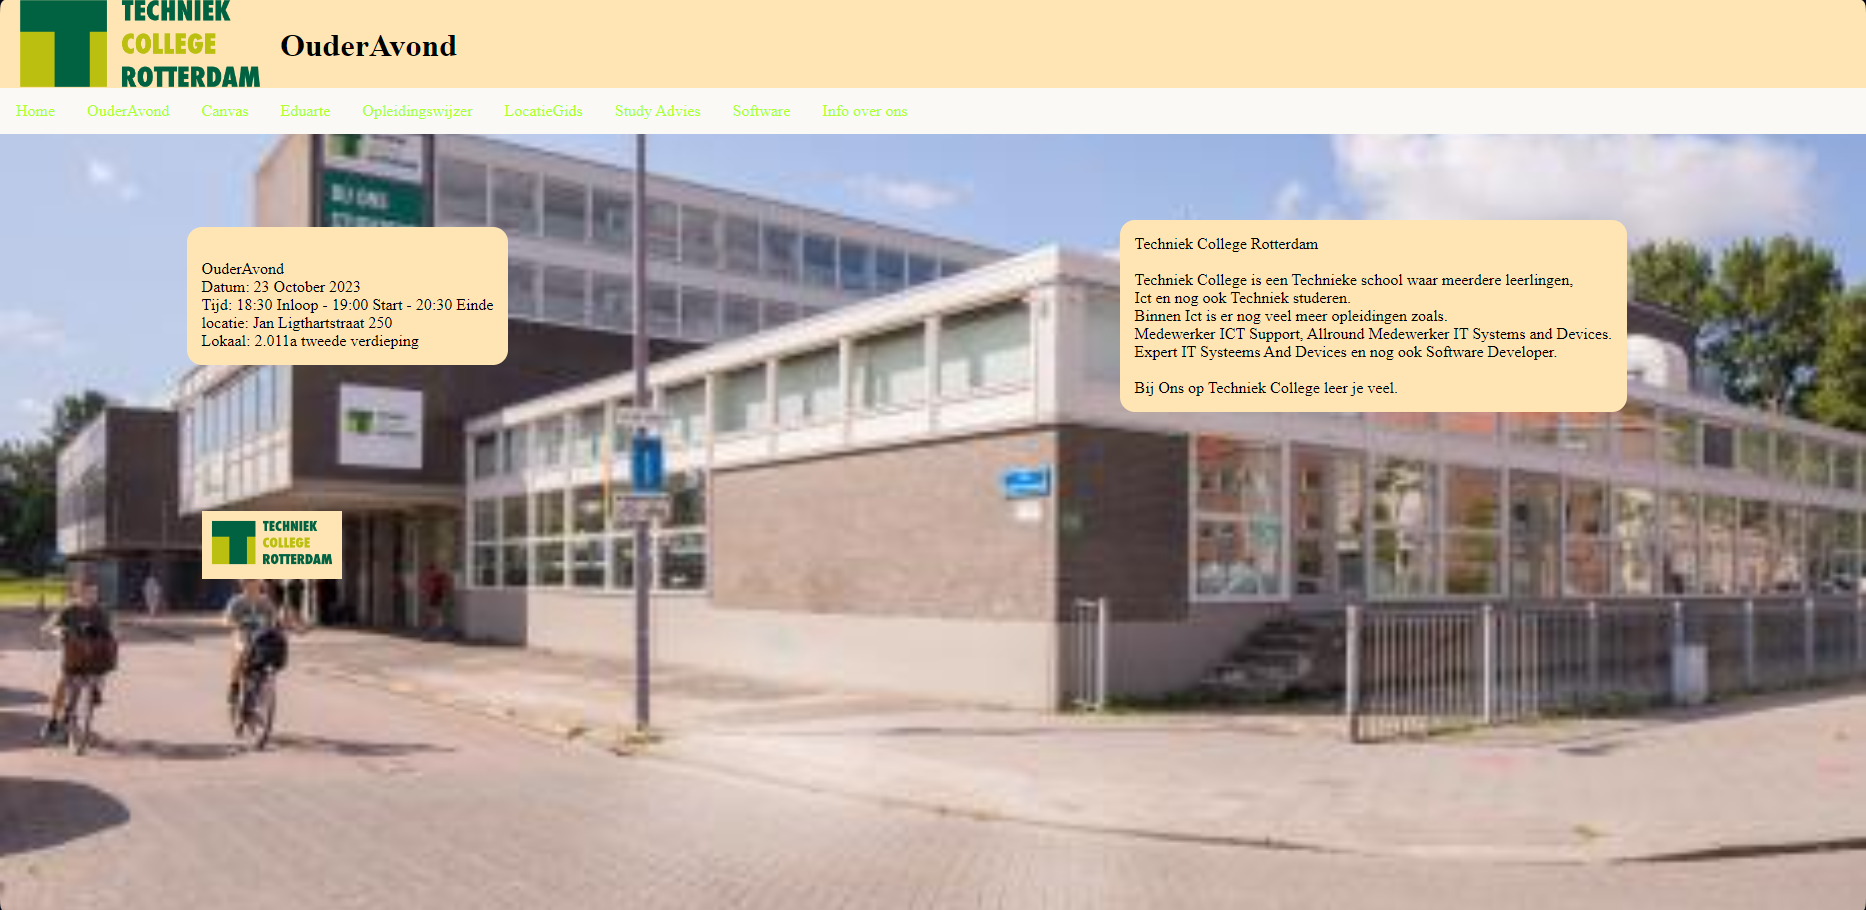 TECHNIEK
COLLEGE
ROTTERDAM
OuderAvond
Home OuderAvond Canvas Eduarte Opleidingswijzer LocatieGids Study Advies Software Info over ons
BIJ ONS
OuderAvond
Datum: 23 October 2023
Tijd: 18:30 Inloop - 19:00 Start - 20:30 Einde
locatie: Jan Ligthartstraat 250
Lokaal: 2.011a tweede verdieping
Techniek College Rotterdam
Techniek College is een Technieke school waar meerdere leerlingen,
Ict en nog ook Techniek studeren.
Binnen Ict is er nog veel meer opleidingen zoals.
Medewerker ICT Support, Allround Medewerker IT Systems and Devices.
Expert IT Systeems And Devices en nog ook Software Developer.
Bij Ons op Techniek College leer je veel.
TECHNIEK
COLLEGE
ROTTERDAM